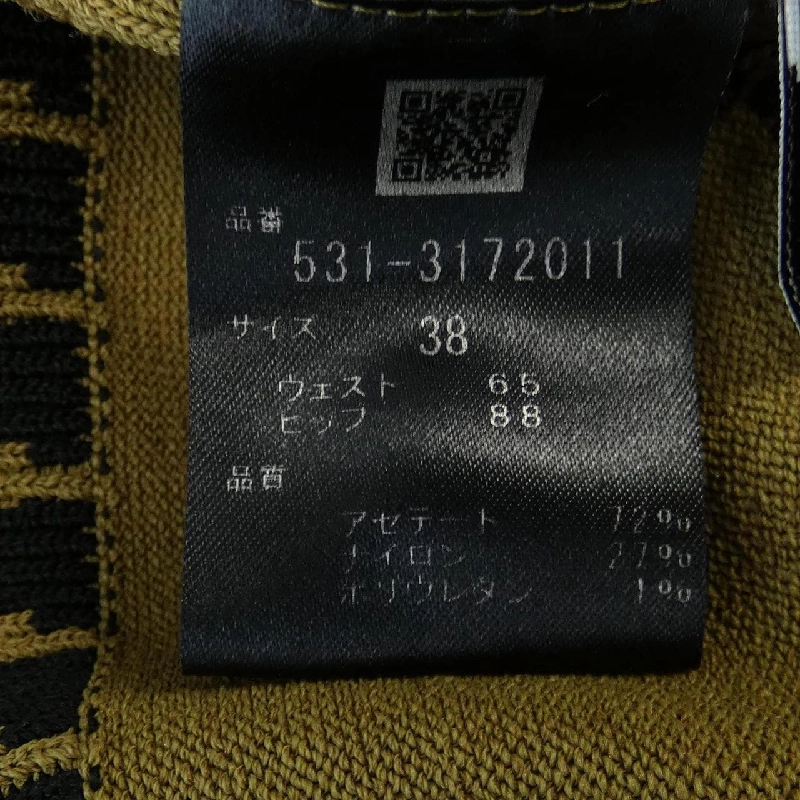 品番
531-3172011
サイズ 38
ウェスト 65
ヒップ 88
品質
アセテート 72%
ナイロン 27%
ポリウレタン 1%